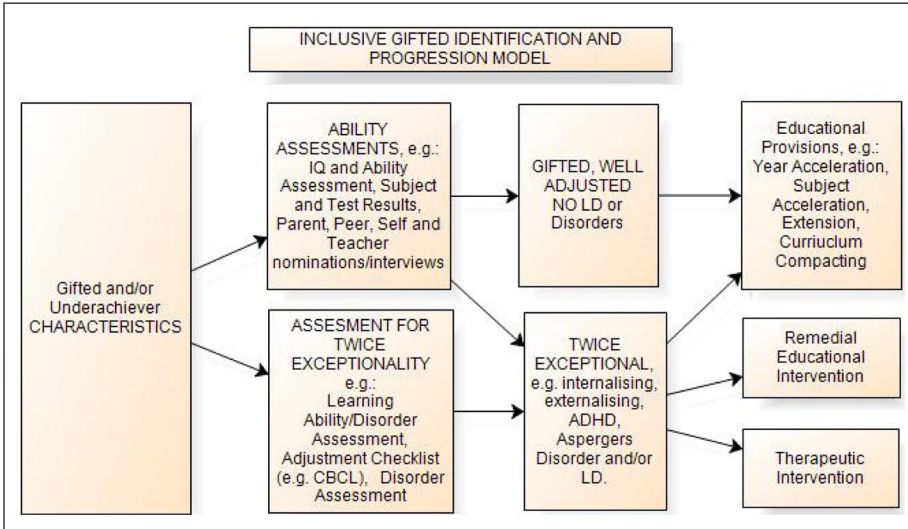 INCLUSIVE GIFTED IDENTIFICATION AND
PROGRESSION MODEL
Gifted and/or
Underachiever
CHARACTERISTICS
ABILITY
ASSESSMENTS, e.g.:
IQ and Ability
Assessment, Subject
and Test Results,
Parent, Peer, Self and
Teacher
nominations/interviews
ASSESMENT FOR
TWICE
EXCEPTIONALITY
e.g.:
Learning
Ability/Disorder
Assessment,
Adjustment Checklist
(e.g. CBCL), Disorder
Assessment
GIFTED, WELL
ADJUSTED
NO LD or
Disorders
TWICE
EXCEPTIONAL,
e.g. internalising,
externalising,
ADHD,
Aspergers
Disorder and/or
LD.
Educational
Provisions, e.g.:
Year Acceleration,
Subject
Acceleration,
Extension,
Curriuclum
Compacting
Remedial
Educational
Intervention
Therapeutic
Intervention